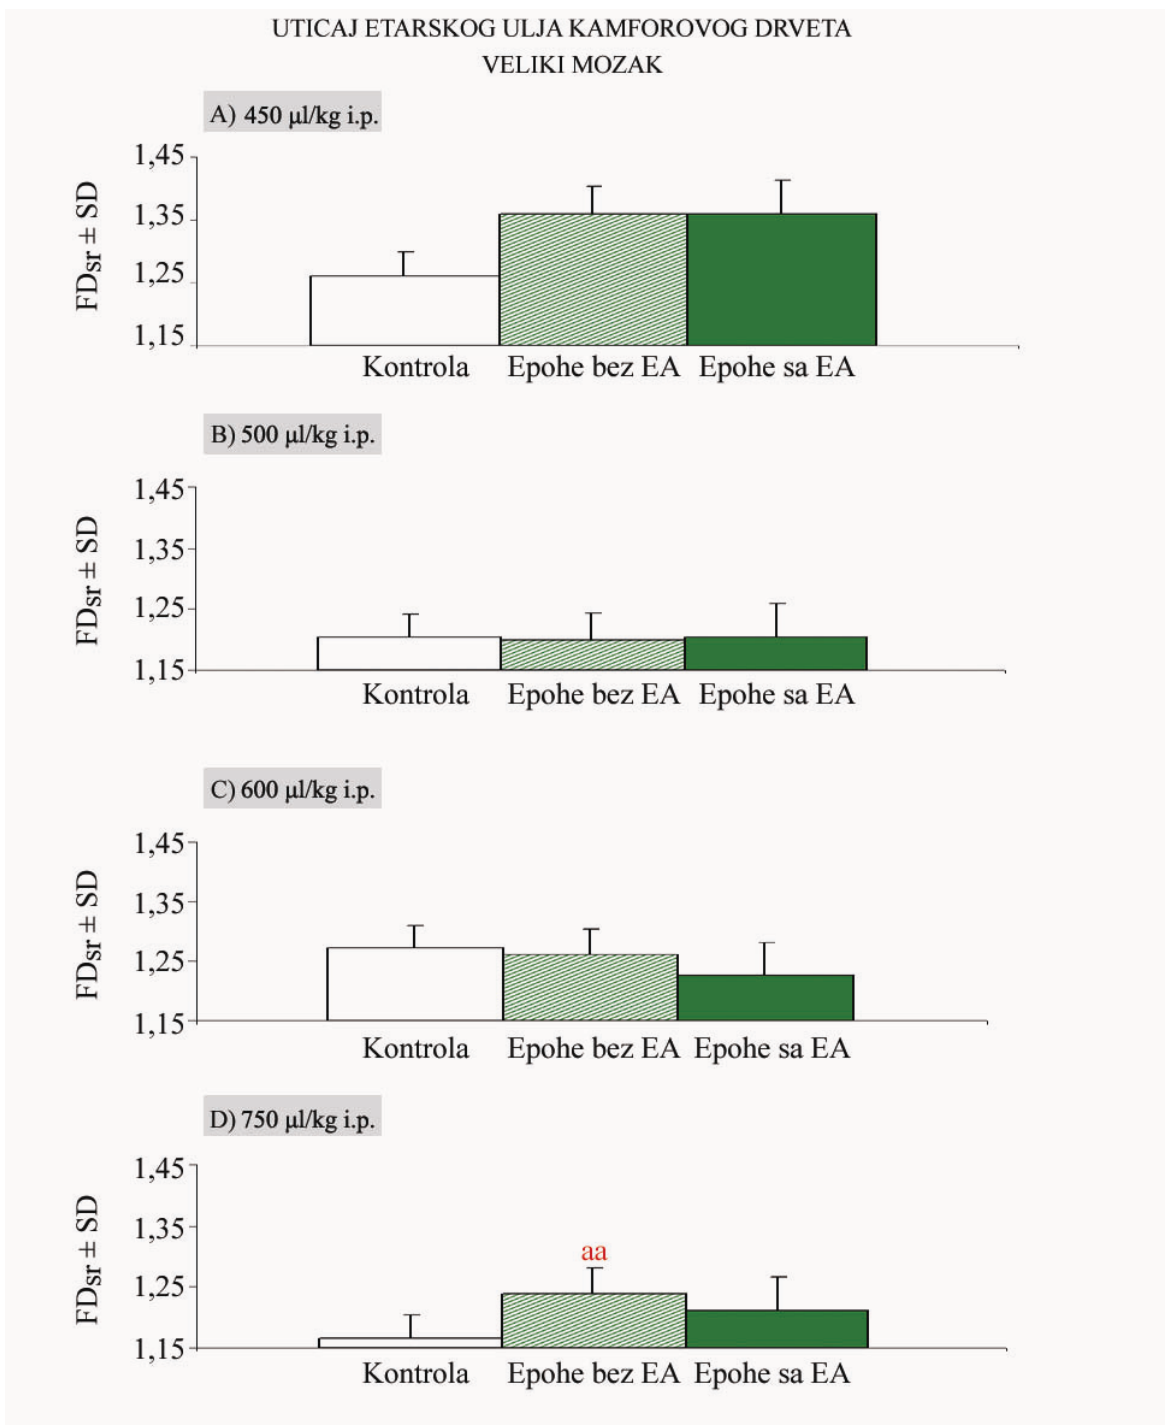 UTICAJ ETARSKOG ULJA KAMFOROVOG DRVETA
VELIKI MOZAK
A) 450 µl/kg i.p.
FDsr ± SD
1,45
1,35
1,25
1,15
Kontrola Epohe bez EA Epohe sa EA
B) 500 µl/kg i.p.
FDsr ± SD
1,45
1,35
1,25
1,15
Kontrola Epohe bez EA Epohe sa EA
C) 600 µl/kg i.p.
FDsr ± SD
1,45
1,35
1,25
1,15
Kontrola Epohe bez EA Epohe sa EA
D) 750 µl/kg i.p.
FDsr ± SD
1,45
1,35
aa
1,25
1,15
Kontrola Epohe bez EA Epohe sa EA